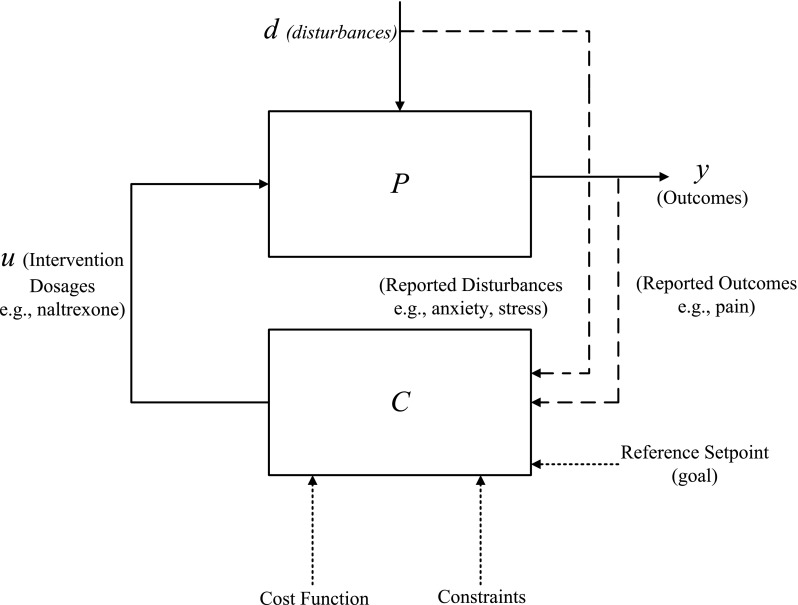 d (disturbances)
P
y
(Outcomes)
u (Intervention
Dosages
e.g., naltrexone)
(Reported Disturbances
e.g., anxiety, stress)
(Reported Outcomes
e.g., pain)
C
Reference Setpoint
(goal)
Cost Function
Constraints